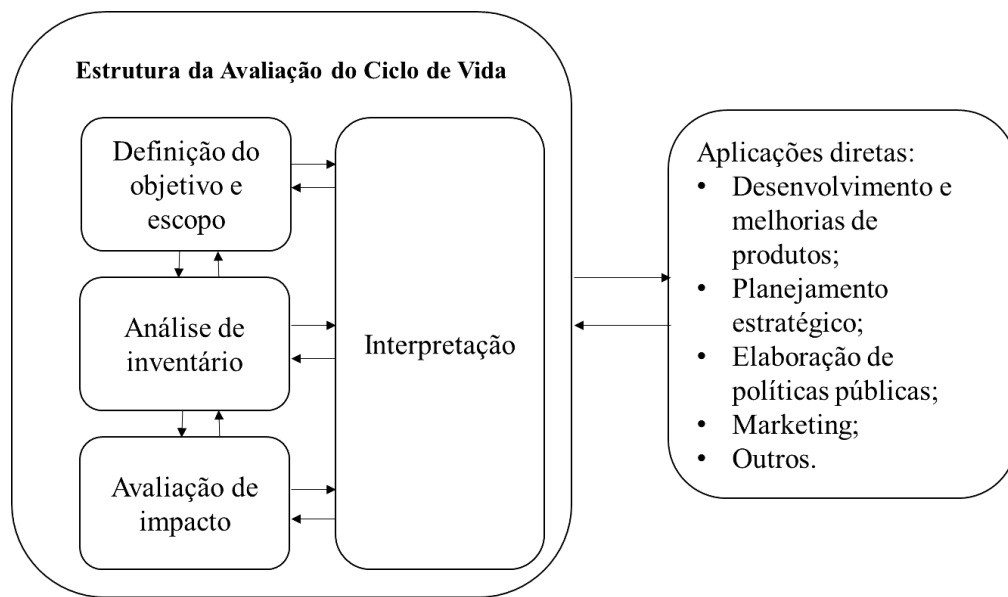 Estrutura da Avaliação do Ciclo de Vida
Definição do
objetivo e
escopo
Análise de
inventário
Avaliação de
impacto
Interpretação
Aplicações diretas:
• Desenvolvimento e
melhorias de
produtos;
• Planejamento
estratégico;
• Elaboração de
políticas públicas;
• Marketing;
• Outros.